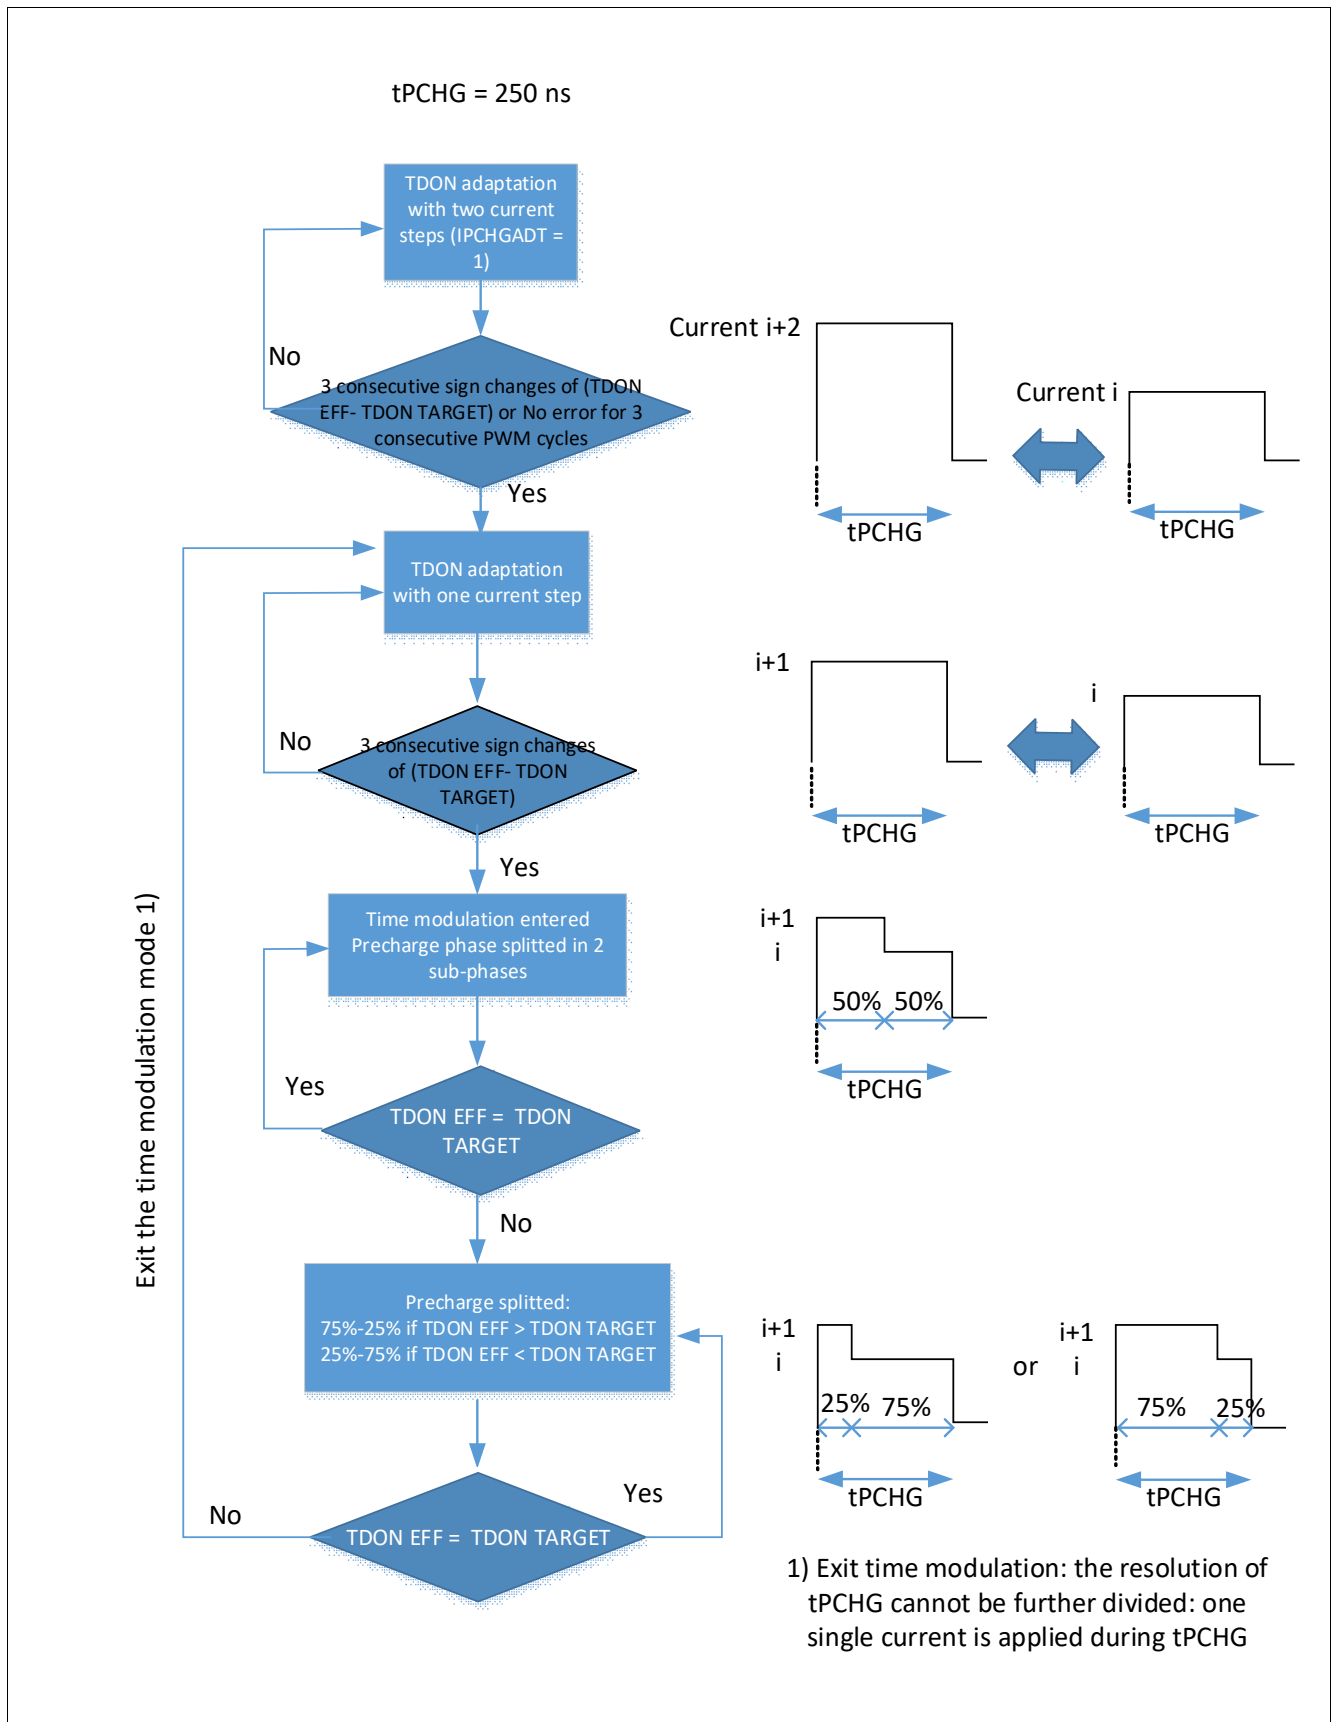 tPCHG = 250 ns
TDON adaptation
with two current
steps (IPCHGADT =
1)
No
3 consecutive sign changes of (TDON
EFF- TDON TARGET) or No error for 3
consecutive PWM cycles
Yes
Current i+2
tPCHG
Current i
tPCHG
TDON adaptation
with one current step
No
3 consecutive sign changes
of (TDON EFF- TDON
TARGET)
Yes
i+1
tPCHG
i
tPCHG
Exit the time modulation mode 1)
Time modulation entered
Precharge phase splitted in 2
sub-phases
i+1
i
50%
50%
tPCHG
Yes
TDON EFF =  TDON
TARGET
No
Precharge splitted:
75%-25% if TDON EFF > TDON TARGET
25%-75% if TDON EFF < TDON TARGET
i+1
i
25%
75%
tPCHG
or
i+1
i
75%
25%
tPCHG
No
TDON EFF =  TDON TARGET
Yes
1) Exit time modulation: the resolution of
tPCHG cannot be further divided: one
single current is applied during tPCHG